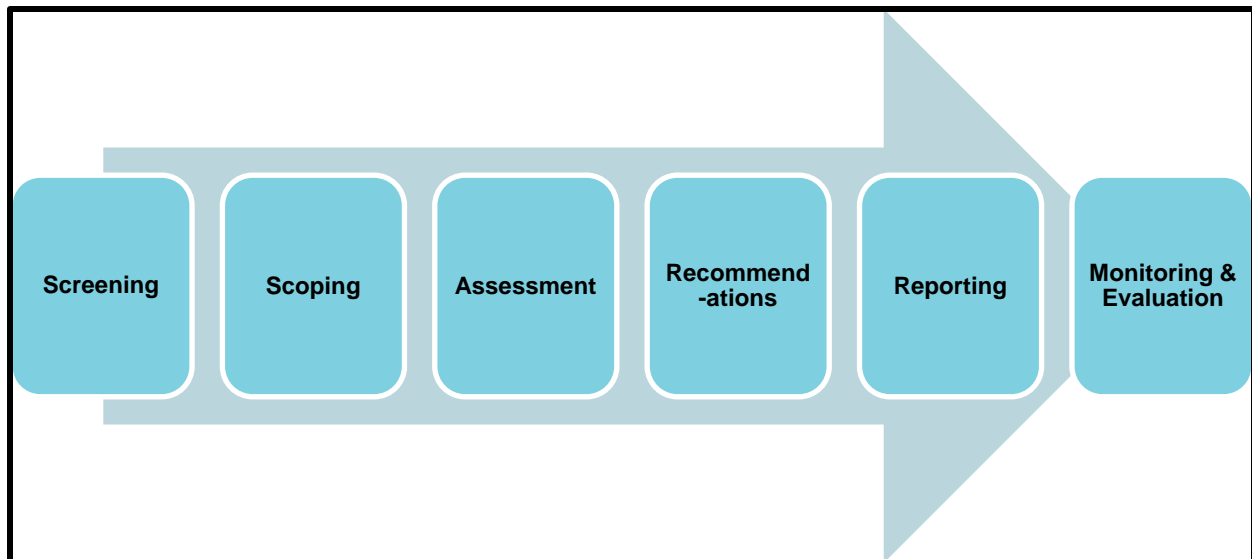 Screening
Scoping
Assessment
Recommend
-ations
Reporting
Monitoring &
Evaluation